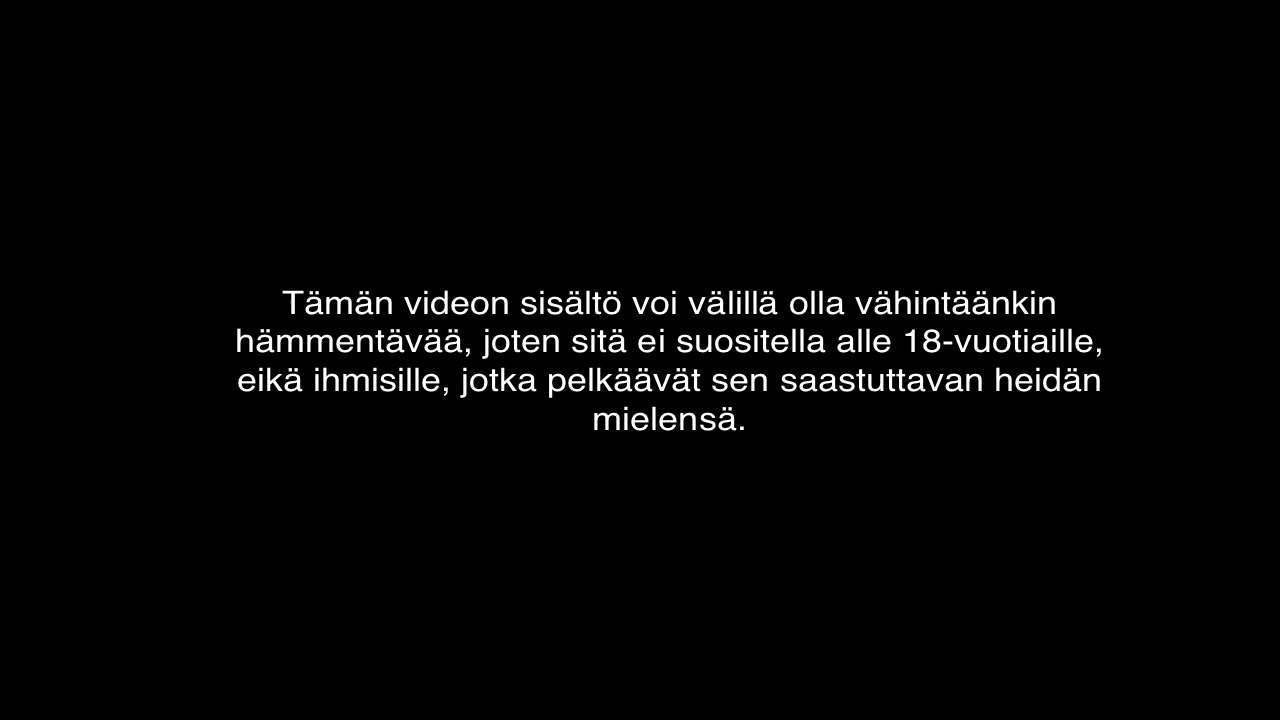 Tämän videon sisältö voi välillä olla vähintäänkin
hämmentävää, joten sitä ei suositella alle 18-vuotiaille,
eikä ihmisille, jotka pelkäävät sen saastuttavan heidän
mielensä.